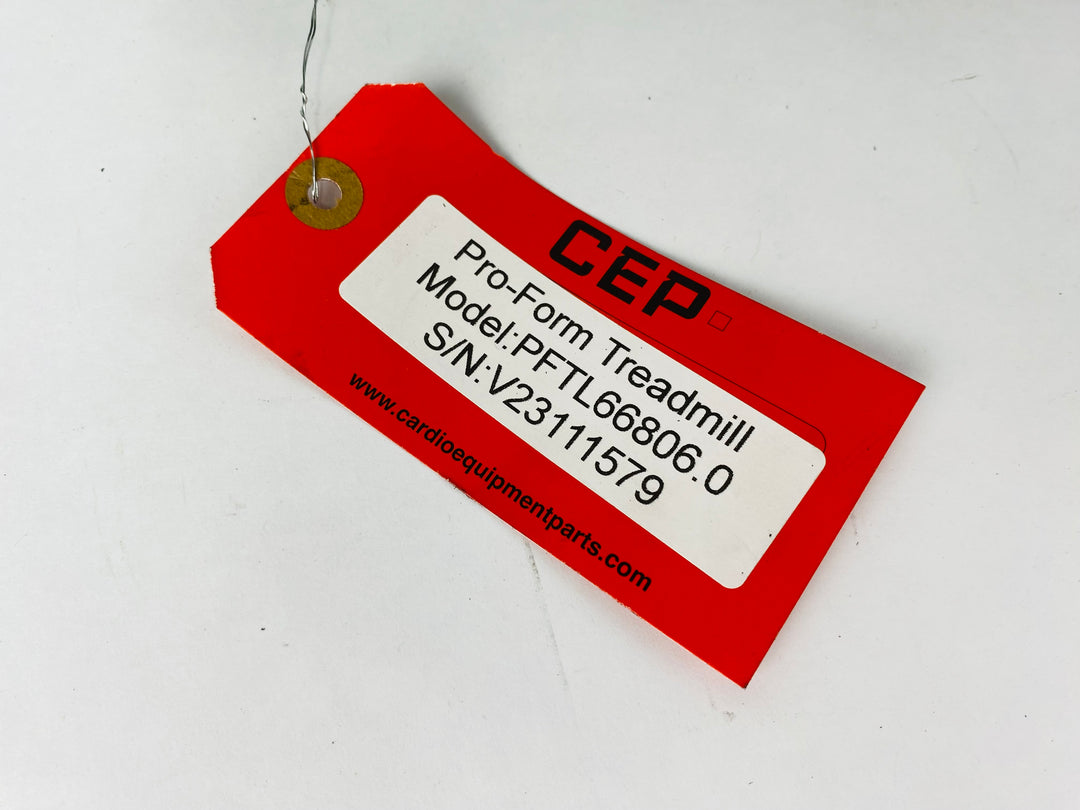 CEP
Pro-Form Treadmill
Model:PFTL66806.0
S/N:V23111579
www.cardioequipmentparts.com